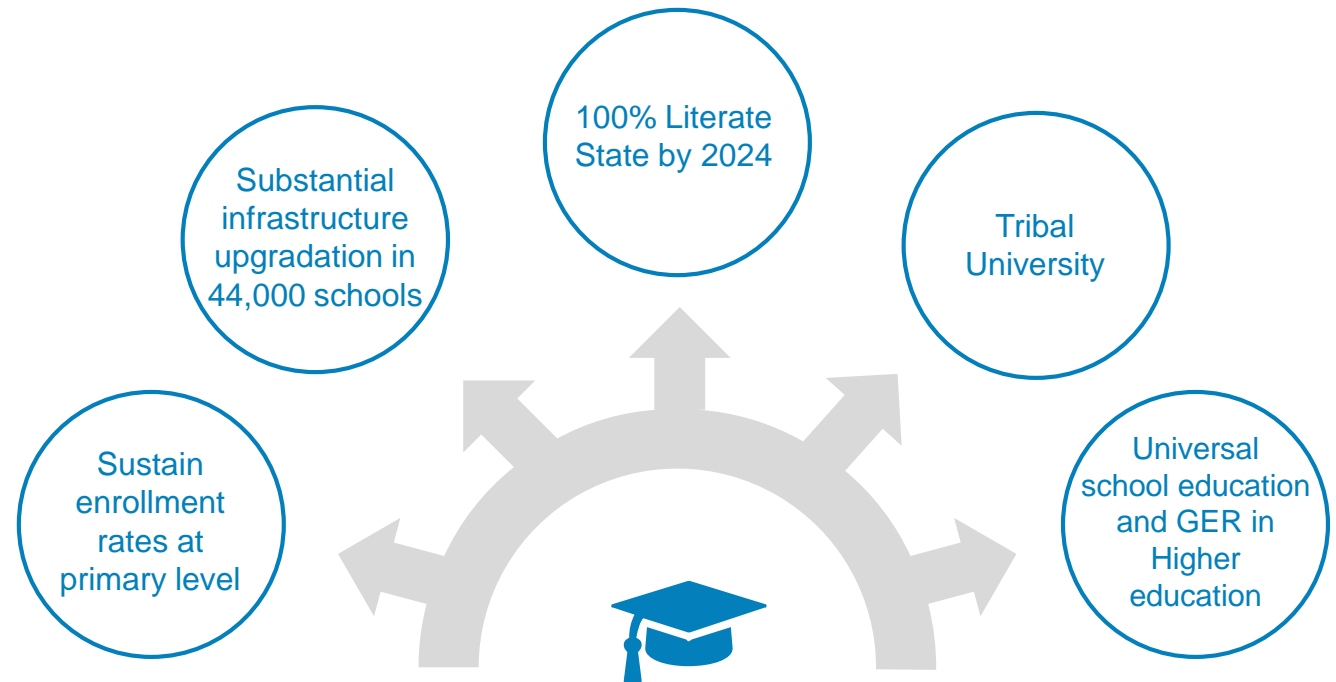 Sustain
enrollment
rates at
primary level
Substantial
infrastructure
upgradation in
44,000 schools
100% Literate
State by 2024
Tribal
University
Universal
school education
and GER in
Higher
education